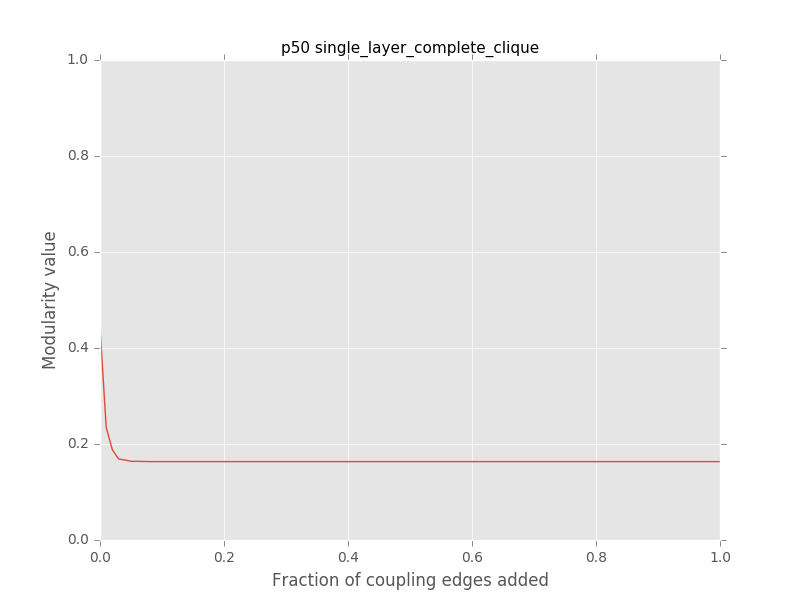 p50 single_layer_complete_clique
1.0
0.8
0.6
0.4
0.2
0.0
Modularity value
0.0 0.2 0.4 0.6 0.8 1.0
Fraction of coupling edges added